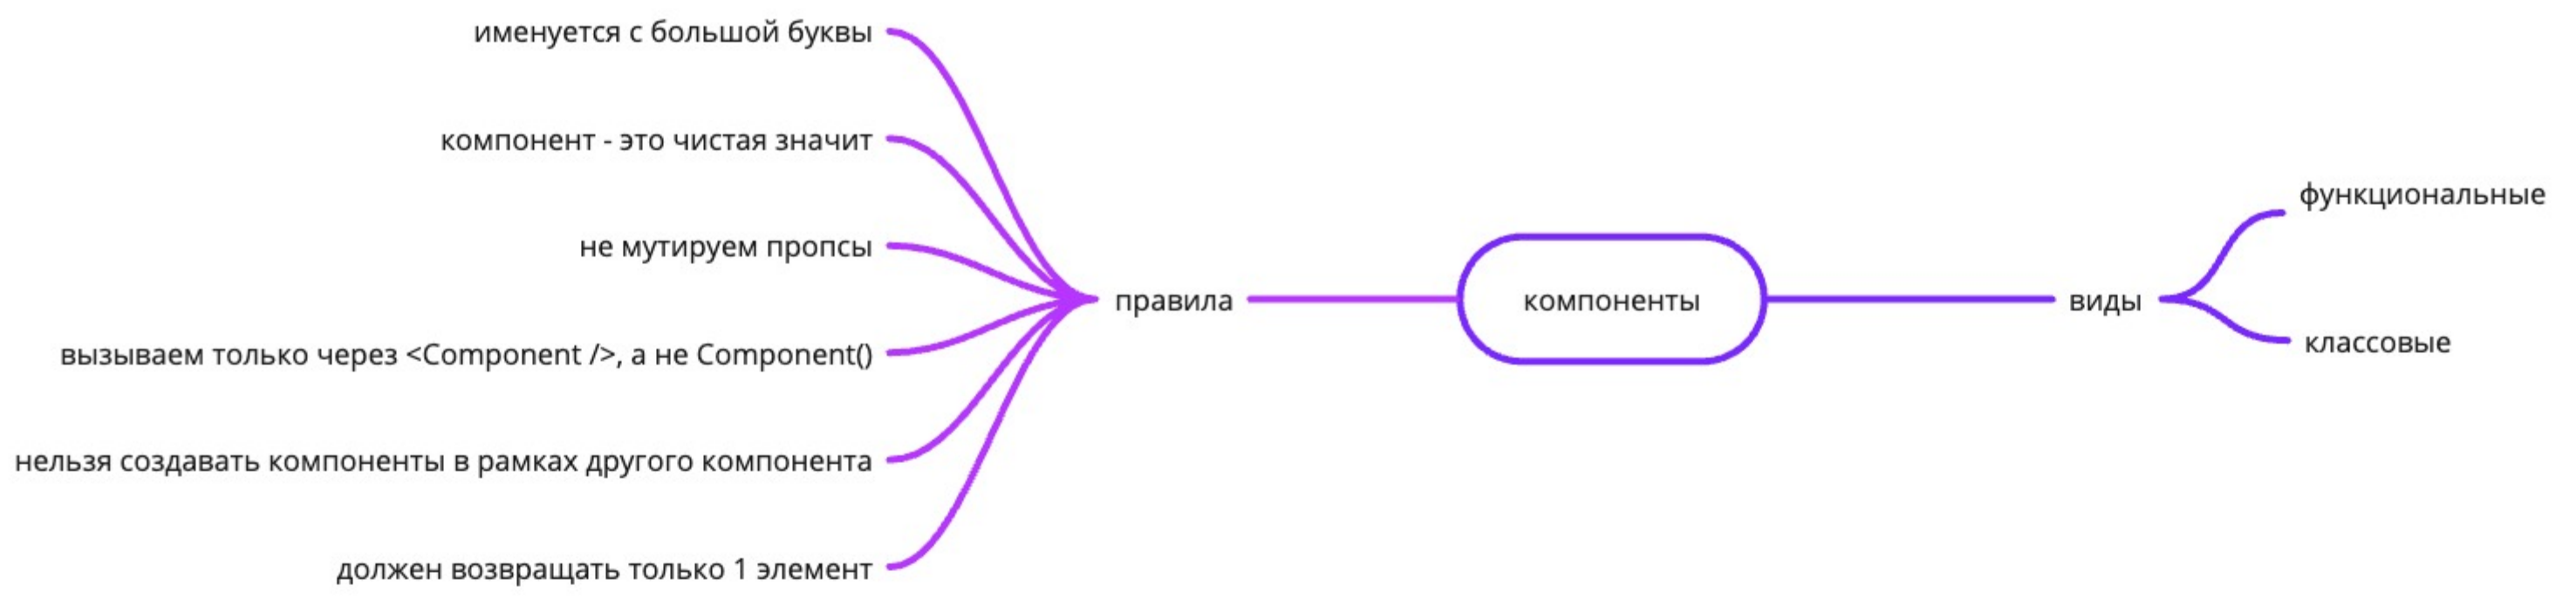 именуется с большой буквы
компонент - это чистая значит
не мутируем пропсы
вызываем только через <Component />, а не Component()
нельзя создавать компоненты в рамках другого компонента
должен возвращать только 1 элемент
правила
компоненты
виды
функциональные
классовые